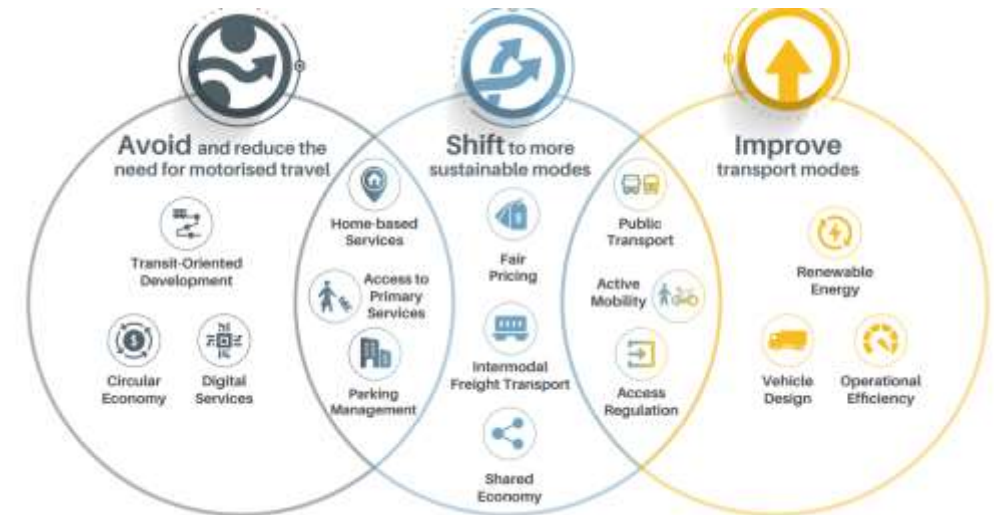 Avoid and reduce the
need for motorised travel
Transit-Oriented
Development
Circular
Economy
Digital
Services
Home-based
Services
Access to
Primary
Services
Parking
Management
Shift to more
sustainable modes
Fair
Pricing
Intermodal
Freight Transport
Shared
Economy
Public
Transport
Active
Mobility
Access
Regulation
Improve
transport modes
Renewable
Energy
Vehicle
Design
Operational
Efficiency